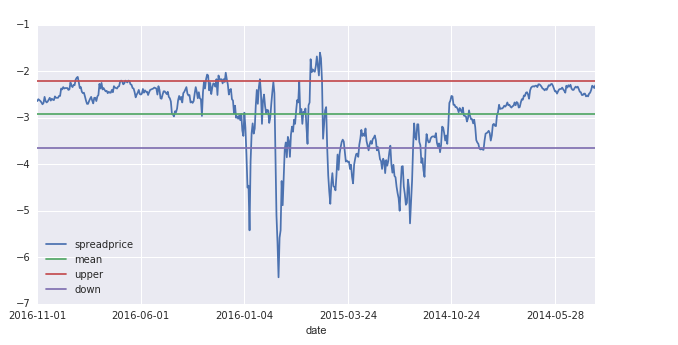 −1
−2
−3
−4
−5
−6
−7
spreadprice
mean
upper
down
2016-11-01 2016-06-01 2016-01-04 2015-03-24 2014-10-24 2014-05-28
date